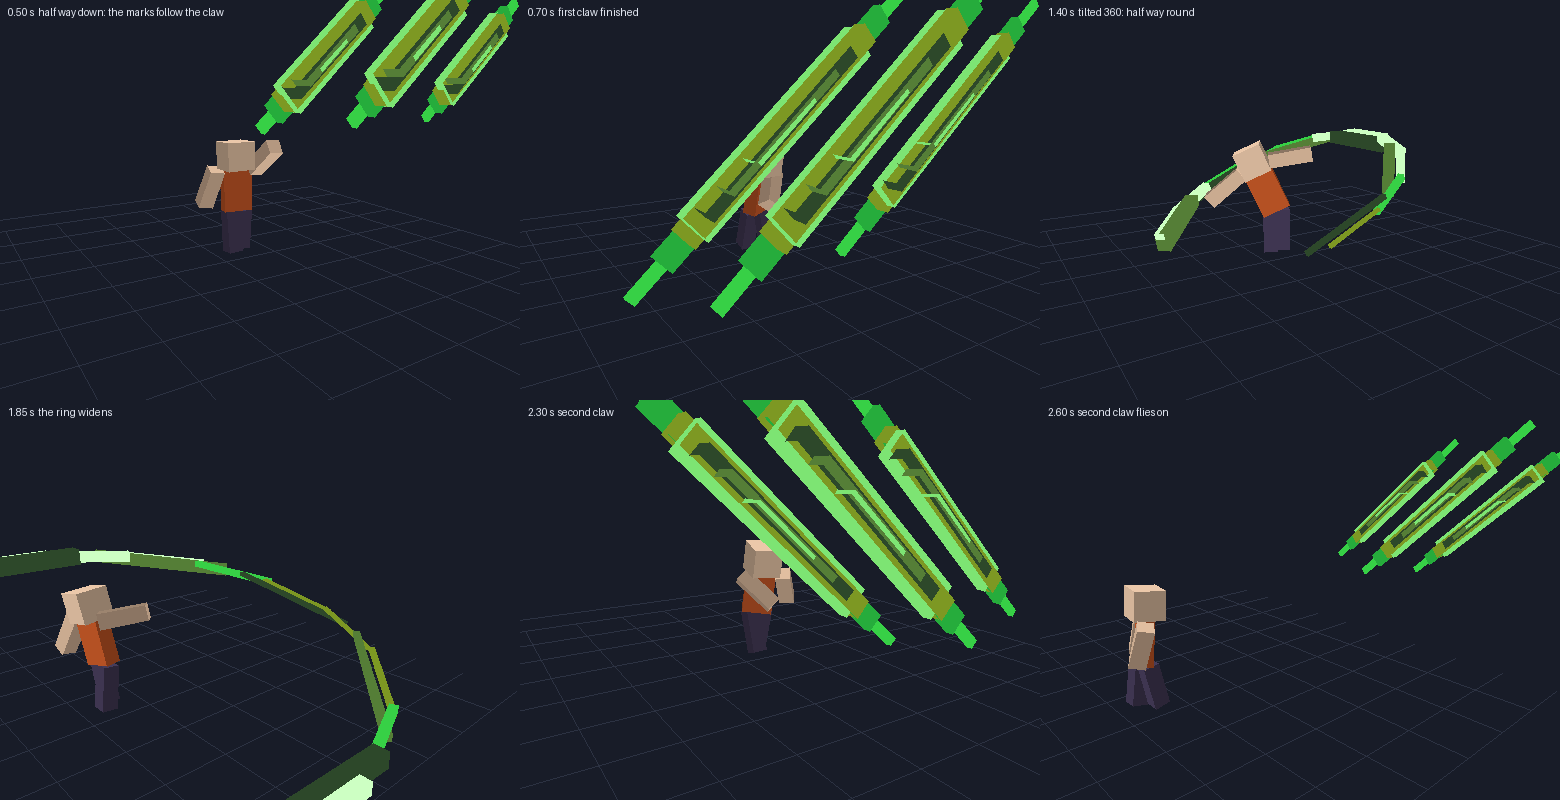 0.50 s half way down: the marks follow the claw
0.70 s first claw finished
1.40 s tilted 360: half way round
1.85 s the ring widens
2.30 s second claw
2.60 s second claw flies on